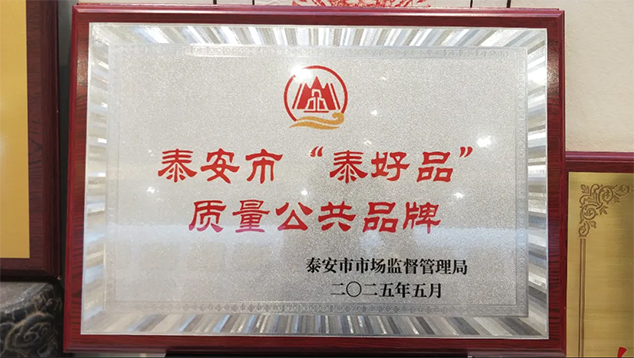 泰安市“泰好品”
质量公共品牌
泰安市市场监督管理局
二〇二五年五月